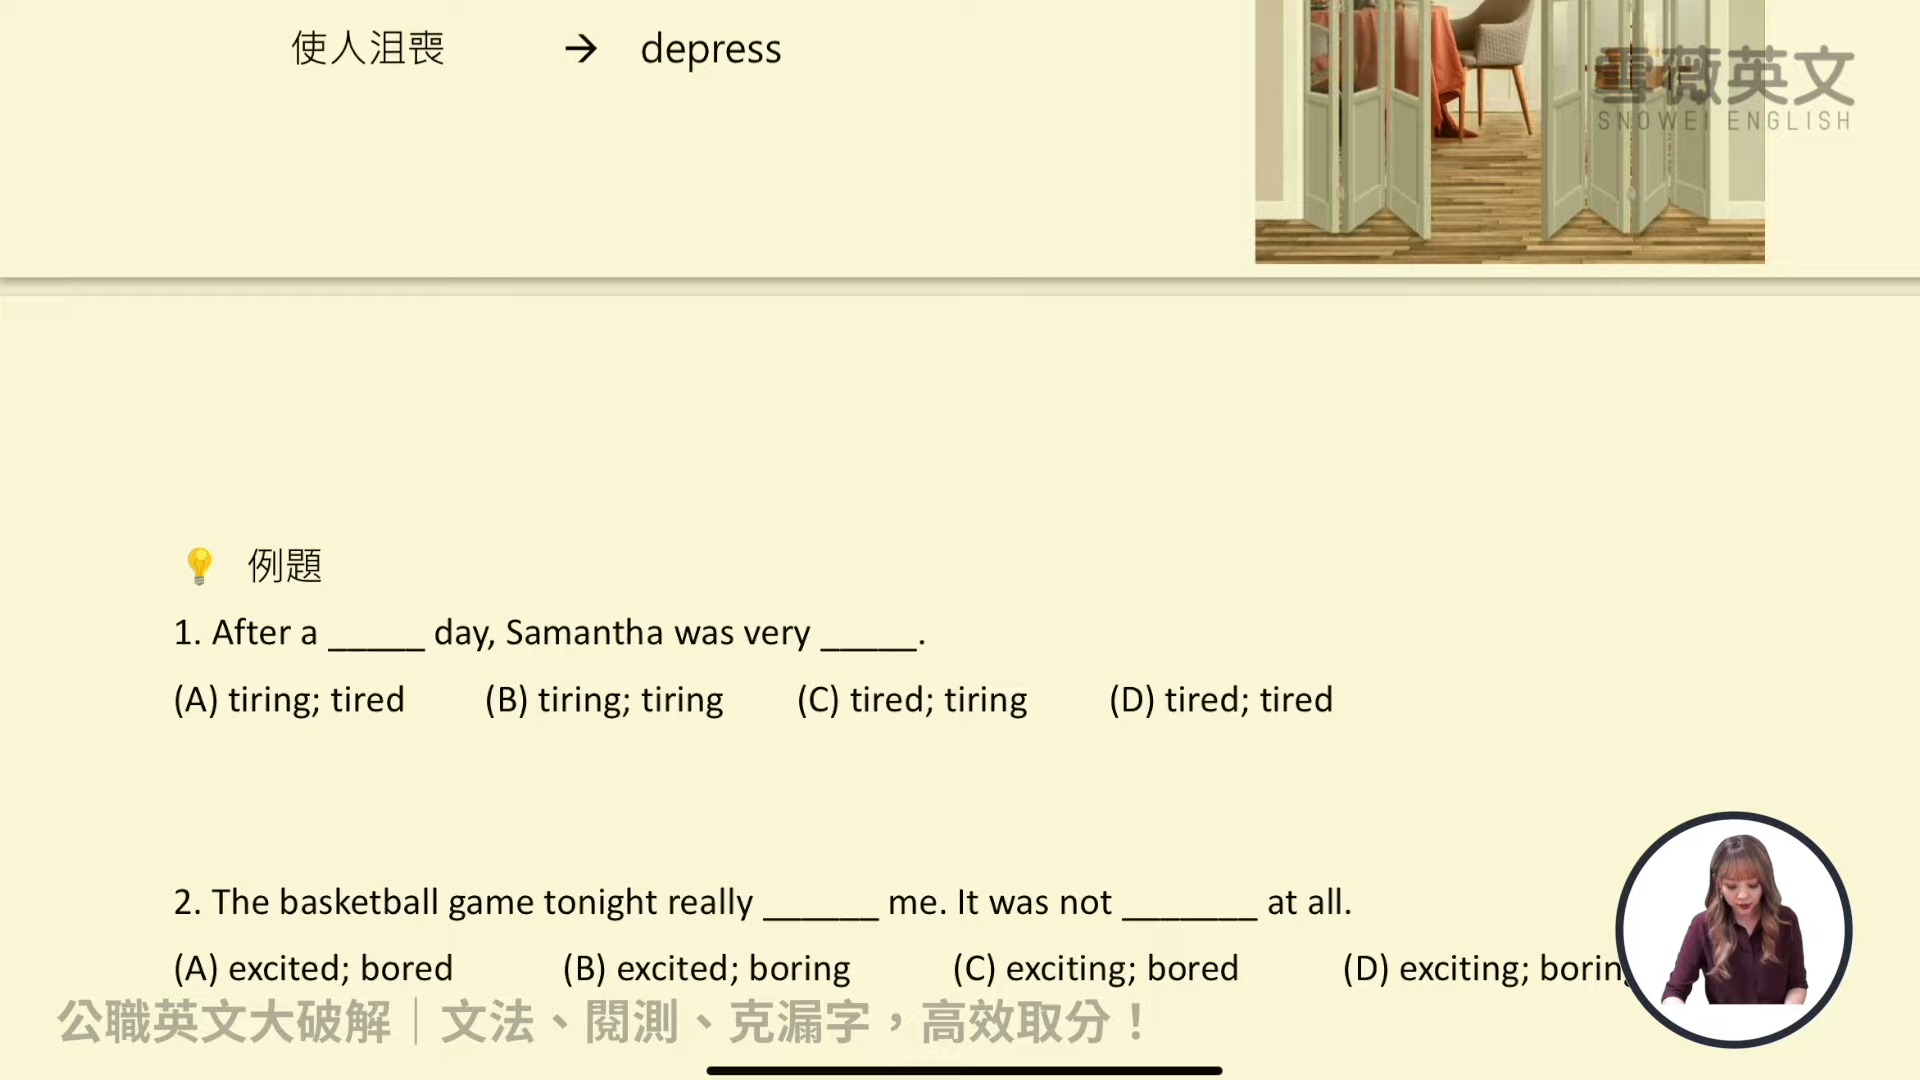 使人沮喪 → depress
雪薇英文
SNOWEI ENGLISH
💡 例題
1. After a _____ day, Samantha was very _____.
(A) tiring; tired (B) tiring; tiring (C) tired; tiring (D) tired; tired
2. The basketball game tonight really ______ me. It was not _______ at all.
(A) excited; bored (B) excited; boring (C) exciting; bored (D) exciting; boring
公職英文大破解｜文法、閱測、克漏字，高效取分！